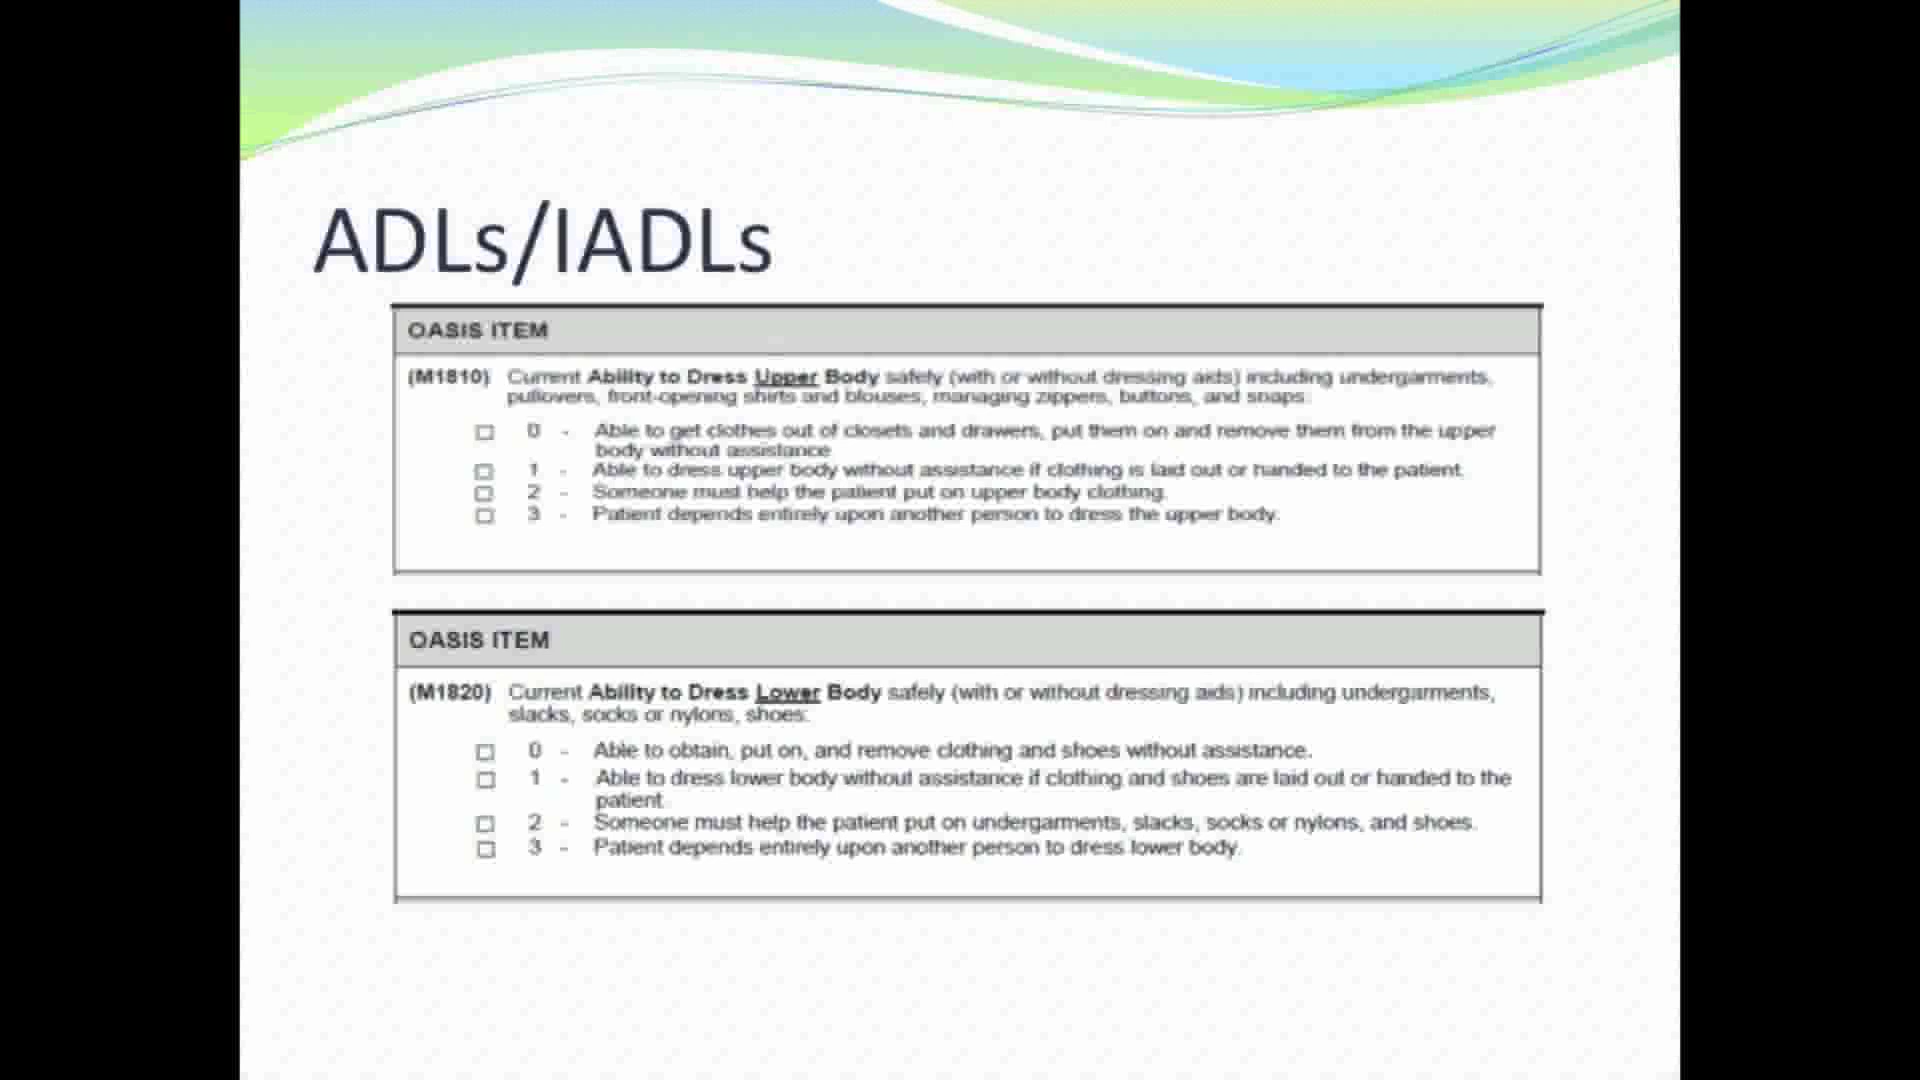 ADLs/IADLs
OASIS ITEM
(M1810) Current Ability to Dress Upper Body safely (with or without dressing aids) including undergarments,
pullovers, front-opening shirts and blouses, managing zippers, buttons, and snaps:
☐ 0 - Able to get clothes out of closets and drawers, put them on and remove them from the upper
body without assistance
☐ 1 - Able to dress upper body without assistance if clothing is laid out or handed to the patient.
☐ 2 - Someone must help the patient put on upper body clothing.
☐ 3 - Patient depends entirely upon another person to dress the upper body.
OASIS ITEM
(M1820) Current Ability to Dress Lower Body safely (with or without dressing aids) including undergarments,
slacks, socks or nylons, shoes:
☐ 0 - Able to obtain, put on, and remove clothing and shoes without assistance.
☐ 1 - Able to dress lower body without assistance if clothing and shoes are laid out or handed to the
patient.
☐ 2 - Someone must help the patient put on undergarments, slacks, socks or nylons, and shoes.
☐ 3 - Patient depends entirely upon another person to dress lower body.